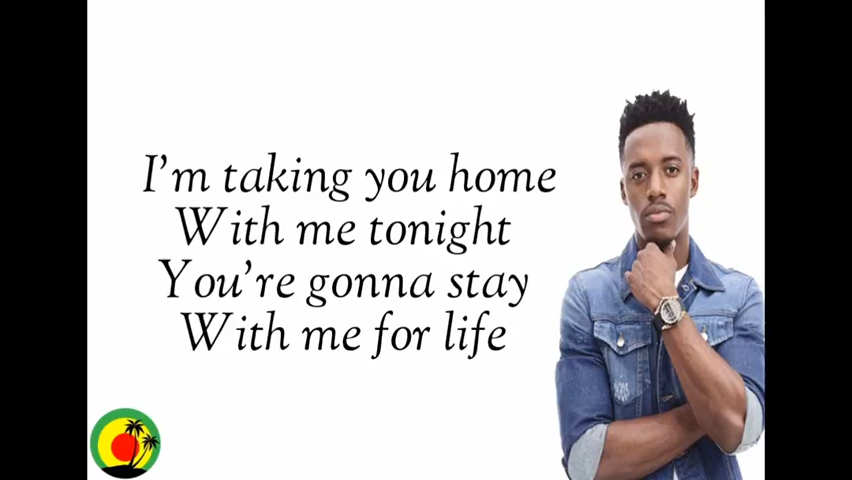 I'm taking you home
With me tonight
You're gonna stay
With me for life